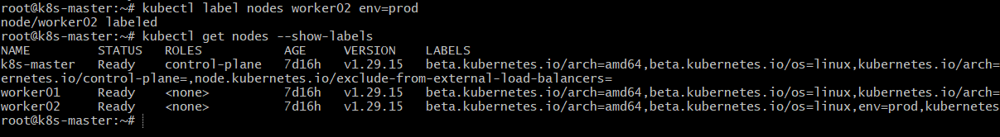 root@k8s-master:~# kubectl label nodes worker02 env=prod
node/worker02 labeled
root@k8s-master:~# kubectl get nodes --show-labels
NAME         STATUS   ROLES           AGE     VERSION    LABELS
k8s-master   Ready    control-plane   7d16h   v1.29.15   beta.kubernetes.io/arch=amd64,beta.kubernetes.io/os=linux,kubernetes.io/arch=
ernetes.io/control-plane=,node.kubernetes.io/exclude-from-external-load-balancers=
worker01     Ready    <none>          7d16h   v1.29.15   beta.kubernetes.io/arch=amd64,beta.kubernetes.io/os=linux,kubernetes.io/arch=
worker02     Ready    <none>          7d16h   v1.29.15   beta.kubernetes.io/arch=amd64,beta.kubernetes.io/os=linux,env=prod,kubernetes
root@k8s-master:~#